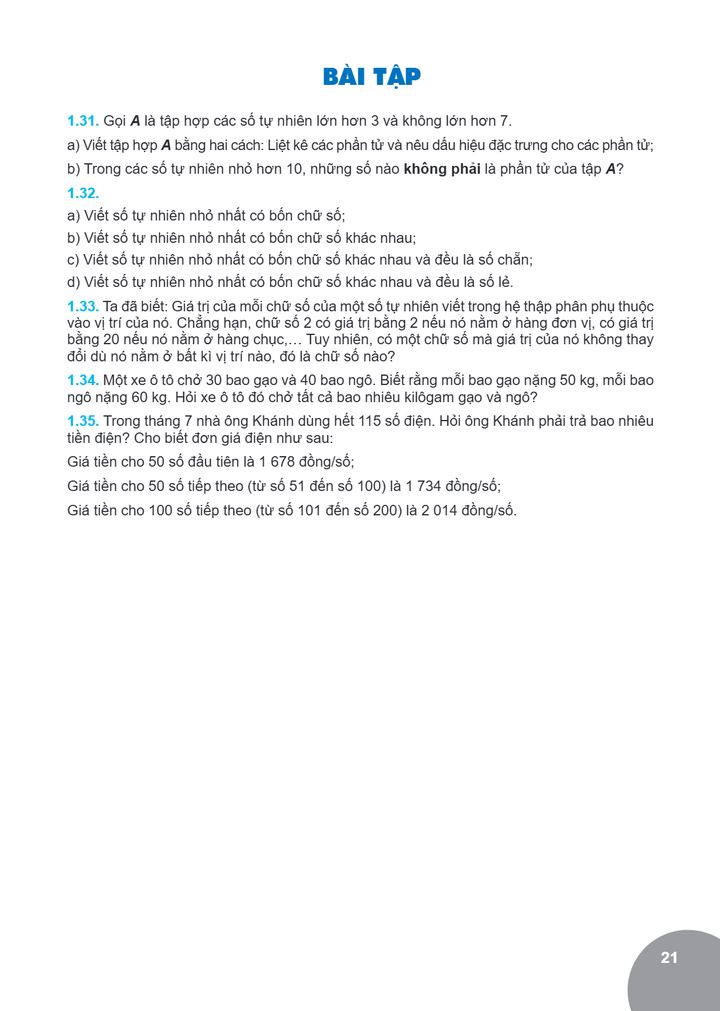 BÀI TẬP
1.31. Gọi A là tập hợp các số tự nhiên lớn hơn 3 và không lớn hơn 7.
a) Viết tập hợp A bằng hai cách: Liệt kê các phần tử và nêu dấu hiệu đặc trưng cho các phần tử;
b) Trong các số tự nhiên nhỏ hơn 10, những số nào không phải là phần tử của tập A?
1.32.
a) Viết số tự nhiên nhỏ nhất có bốn chữ số;
b) Viết số tự nhiên nhỏ nhất có bốn chữ số khác nhau;
c) Viết số tự nhiên nhỏ nhất có bốn chữ số khác nhau và đều là số chẵn;
d) Viết số tự nhiên nhỏ nhất có bốn chữ số khác nhau và đều là số lẻ.
1.33. Ta đã biết: Giá trị của mỗi chữ số của một số tự nhiên viết trong hệ thập phân phụ thuộc
vào vị trí của nó. Chẳng hạn, chữ số 2 có giá trị bằng 2 nếu nó nằm ở hàng đơn vị, có giá trị
bằng 20 nếu nó nằm ở hàng chục,... Tuy nhiên, có một chữ số mà giá trị của nó không thay
đổi dù nó nằm ở bất kì vị trí nào, đó là chữ số nào?
1.34. Một xe ô tô chở 30 bao gạo và 40 bao ngô. Biết rằng mỗi bao gạo nặng 50 kg, mỗi bao
ngô nặng 60 kg. Hỏi xe ô tô đó chở tất cả bao nhiêu kilôgam gạo và ngô?
1.35. Trong tháng 7 nhà ông Khánh dùng hết 115 số điện. Hỏi ông Khánh phải trả bao nhiêu
tiền điện? Cho biết đơn giá điện như sau:
Giá tiền cho 50 số đầu tiên là 1 678 đồng/số;
Giá tiền cho 50 số tiếp theo (từ số 51 đến số 100) là 1 734 đồng/số;
Giá tiền cho 100 số tiếp theo (từ số 101 đến số 200) là 2 014 đồng/số.
21